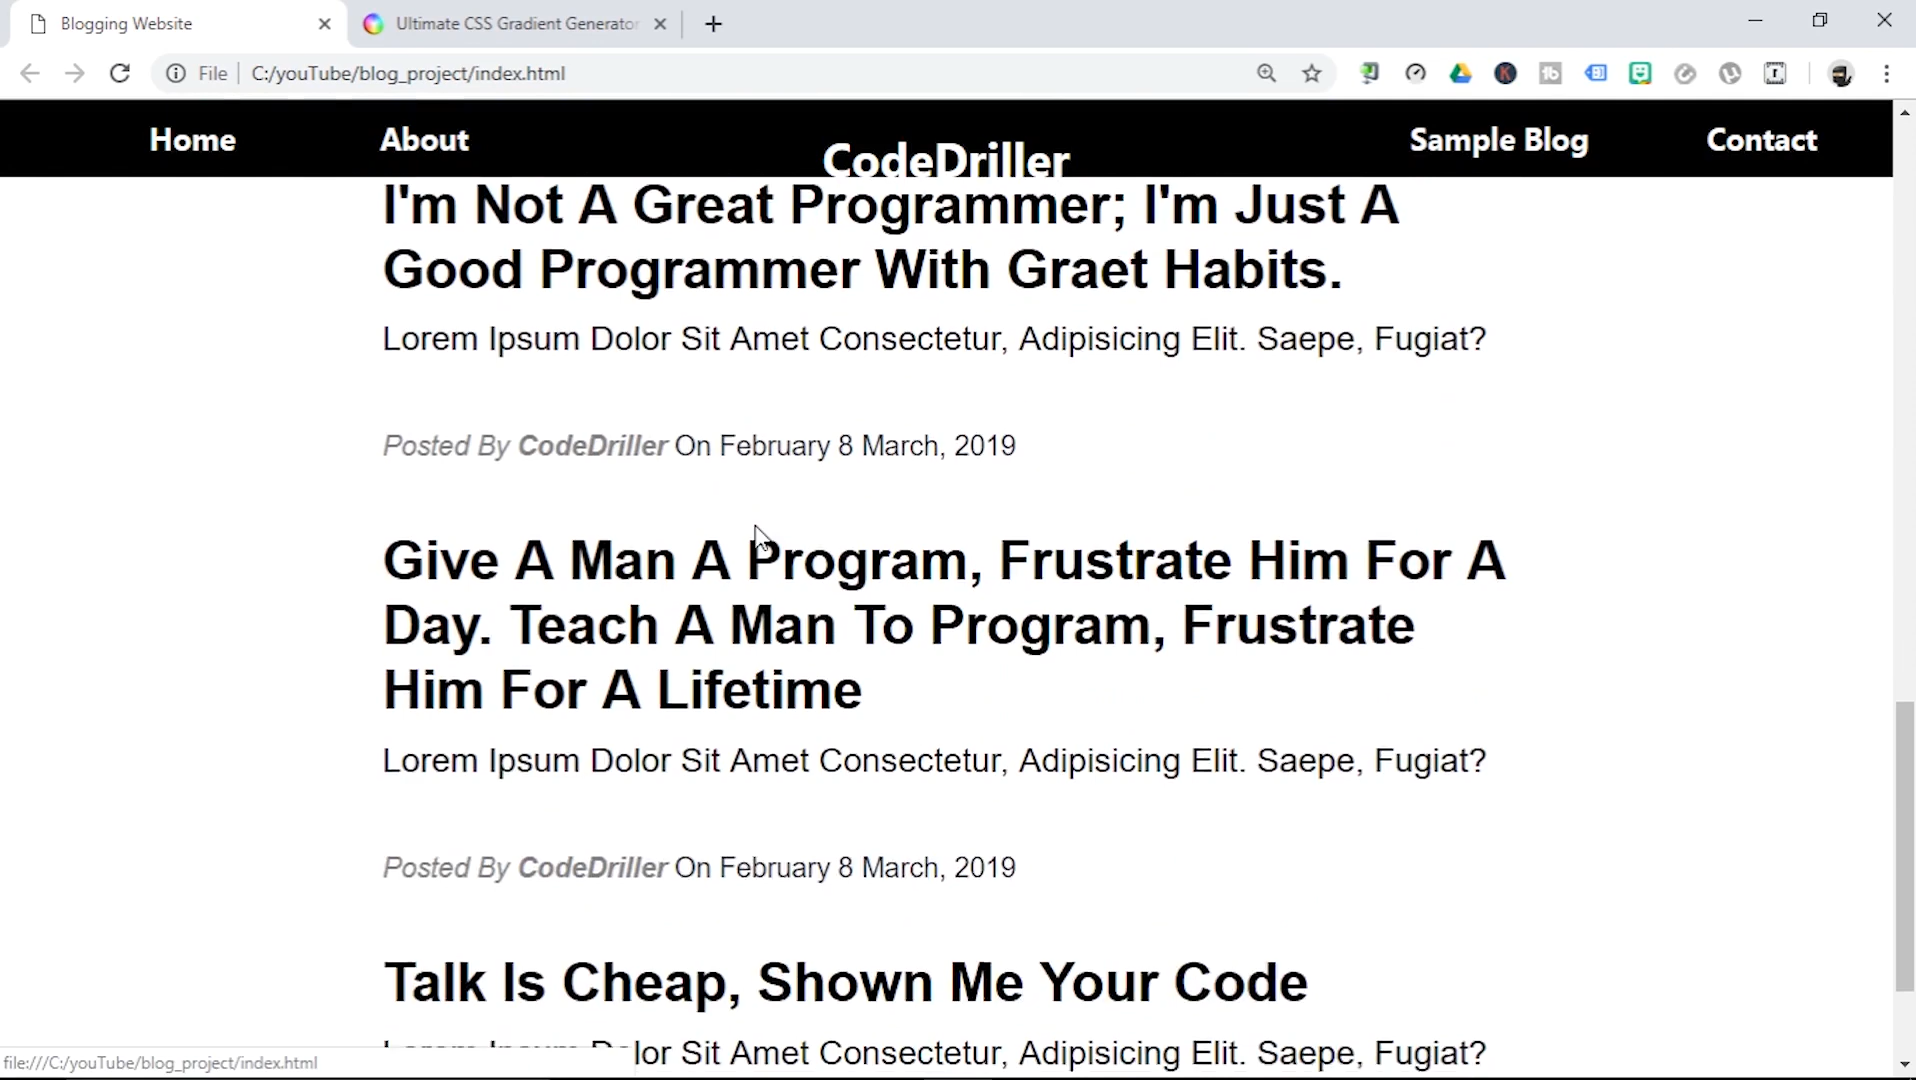 Blogging Website
Ultimate CSS Gradient Generator
File
C:/youTube/blog_project/index.html
Home
About
CodeDriller
Sample Blog
Contact
I'm Not A Great Programmer; I'm Just A
Good Programmer With Graet Habits.
Lorem Ipsum Dolor Sit Amet Consectetur, Adipisicing Elit. Saepe, Fugiat?
Posted By CodeDriller On February 8 March, 2019
Give A Man A Program, Frustrate Him For A
Day. Teach A Man To Program, Frustrate
Him For A Lifetime
Lorem Ipsum Dolor Sit Amet Consectetur, Adipisicing Elit. Saepe, Fugiat?
Posted By CodeDriller On February 8 March, 2019
Talk Is Cheap, Shown Me Your Code
lor Sit Amet Consectetur, Adipisicing Elit. Saepe, Fugiat?
file:///C:/youTube/blog_project/index.html